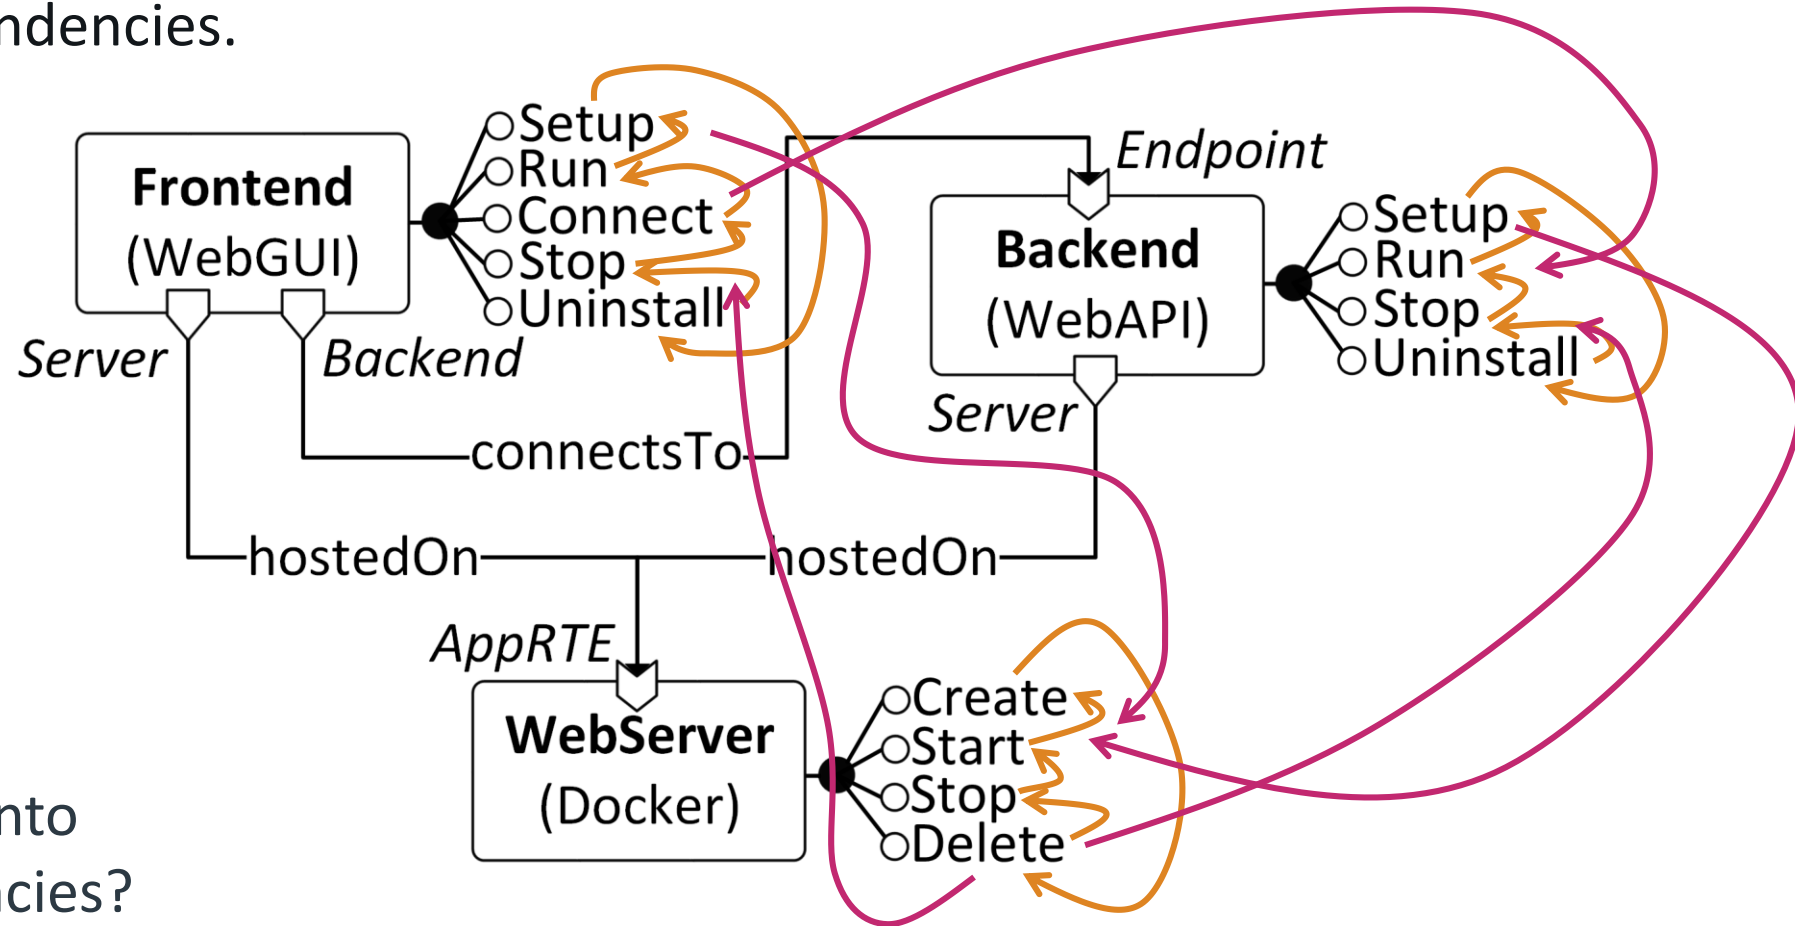 ndencies.
Frontend
(WebGUI)
Setup
Run
Connect
Stop
Uninstall
Server
Backend
connectsTo
Endpoint
Backend
(WebAPI)
Setup
Run
Stop
Uninstall
Server
hostedOn
hostedOn
AppRTE
WebServer
(Docker)
Create
Start
Stop
Delete
nto
cies?